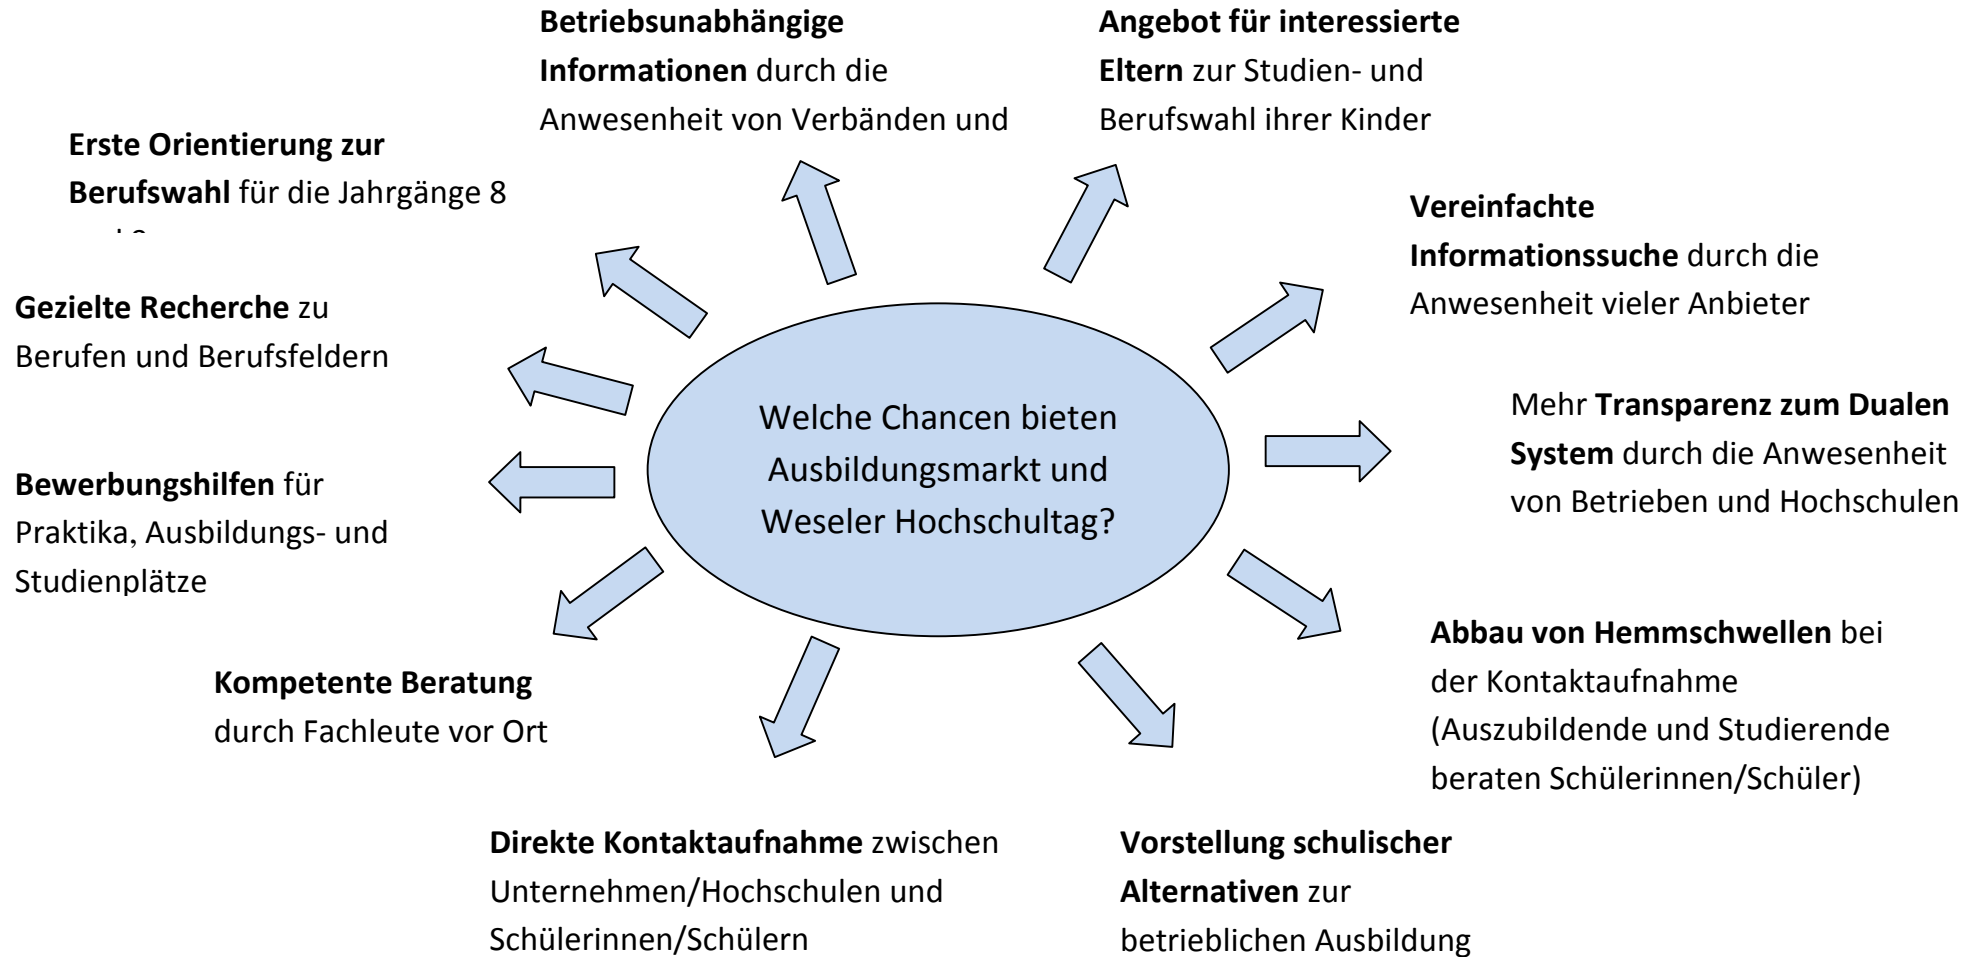 Betriebsunabhängige
Informationen durch die
Anwesenheit von Verbänden und
Angebot für interessierte
Eltern zur Studien- und
Berufswahl ihrer Kinder
Erste Orientierung zur
Berufswahl für die Jahrgänge 8
Vereinfachte
Informationssuche durch die
Anwesenheit vieler Anbieter
Gezielte Recherche zu
Berufen und Berufsfeldern
Welche Chancen bieten
Ausbildungsmarkt und
Weseler Hochschultag?
Mehr Transparenz zum Dualen
System durch die Anwesenheit
von Betrieben und Hochschulen
Bewerbungshilfen für
Praktika, Ausbildungs- und
Studienplätze
Abbau von Hemmschwellen bei
der Kontaktaufnahme
(Auszubildende und Studierende
beraten Schülerinnen/Schüler)
Kompetente Beratung
durch Fachleute vor Ort
Direkte Kontaktaufnahme zwischen
Unternehmen/Hochschulen und
Schülerinnen/Schülern
Vorstellung schulischer
Alternativen zur
betrieblichen Ausbildung